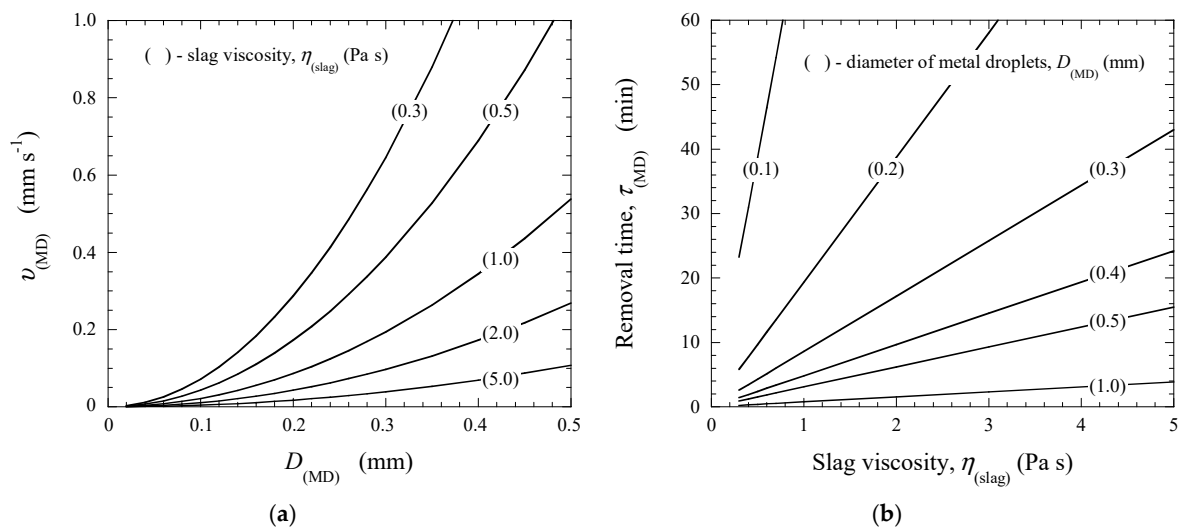 1.0
0.8
0.6
0.4
0.2
0
υ(MD) (mm s⁻¹)
( ) - slag viscosity, η(slag) (Pa s)
(0.3)
(0.5)
(1.0)
(2.0)
(5.0)
0 0.1 0.2 0.3 0.4 0.5
D(MD) (mm)
(a)
60
50
40
30
20
10
0
Removal time, τ(MD) (min)
( ) - diameter of metal droplets, D(MD) (mm)
(0.1)
(0.2)
(0.3)
(0.4)
(0.5)
(1.0)
0 1 2 3 4 5
Slag viscosity, η(slag) (Pa s)
(b)